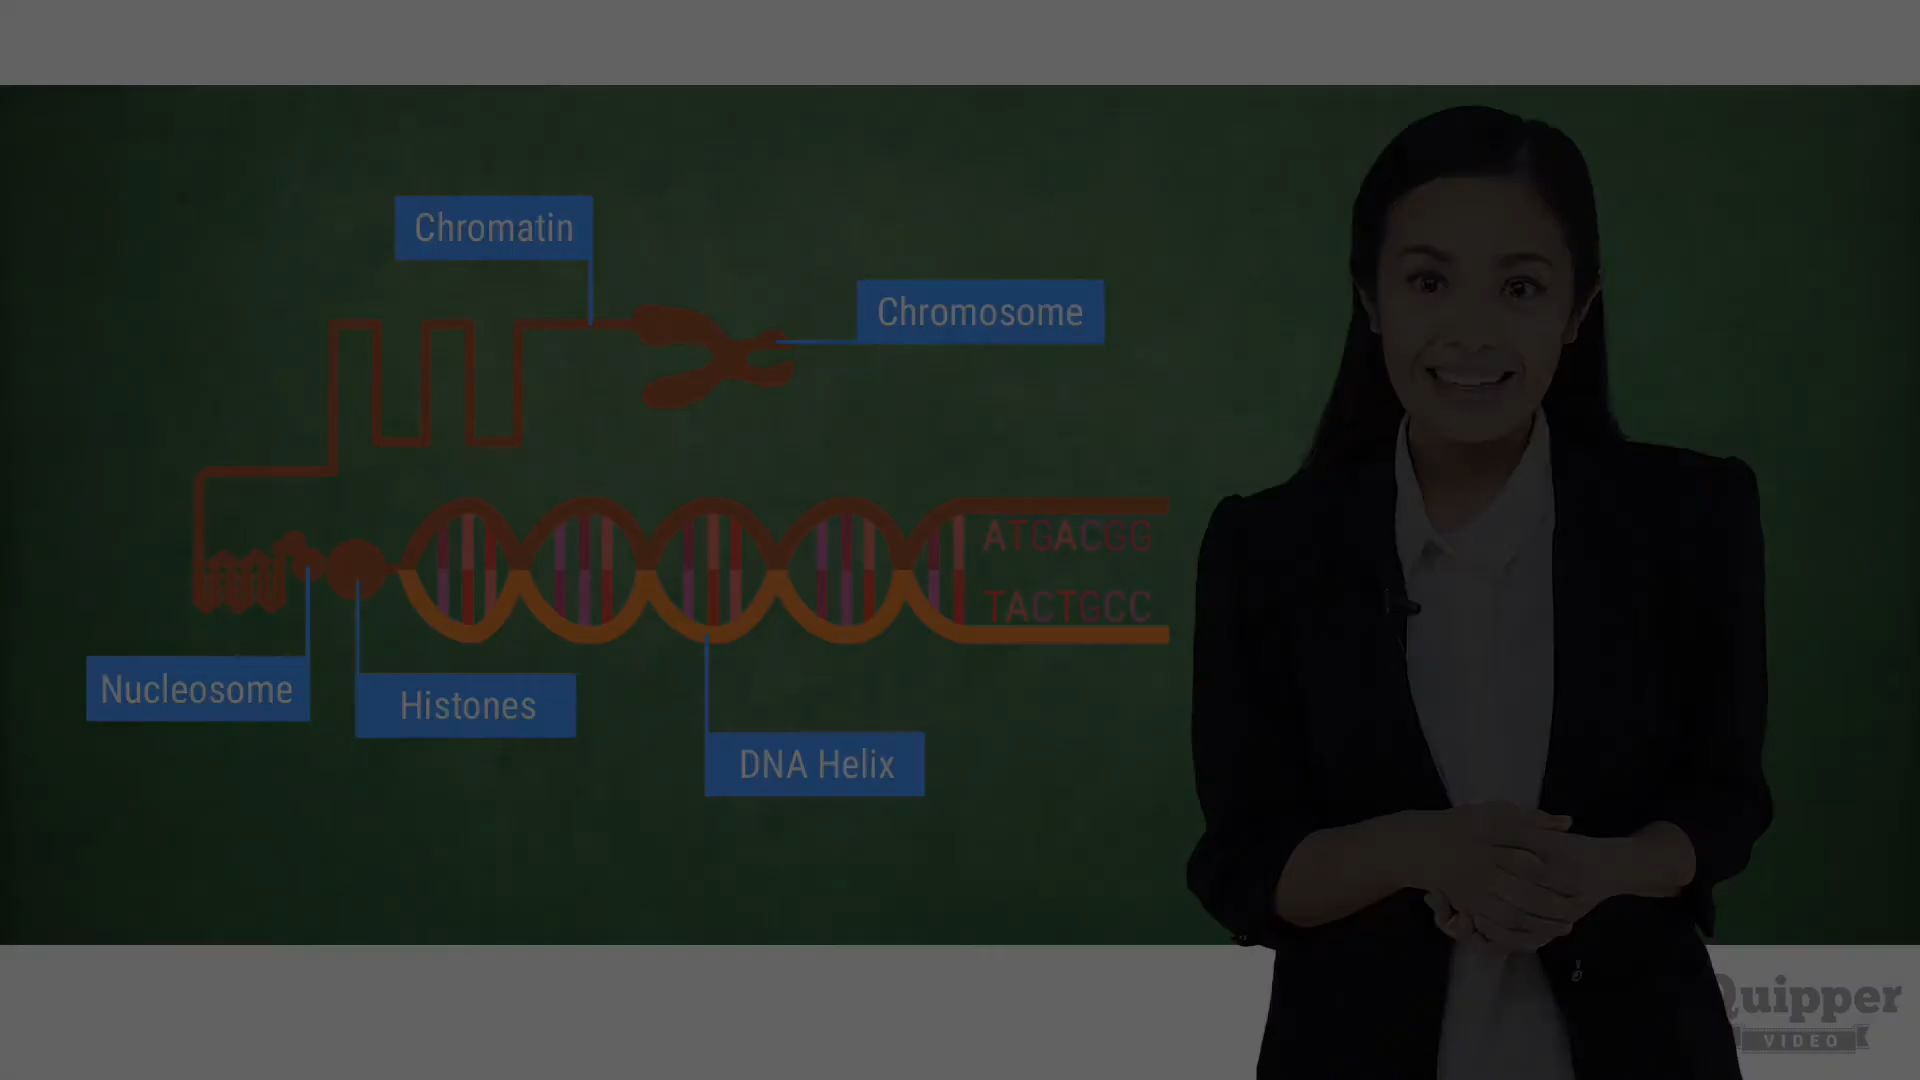 Chromatin
Chromosome
ATGACGG
TACTGCC
Nucleosome
Histones
DNA Helix
Quipper
VIDEO